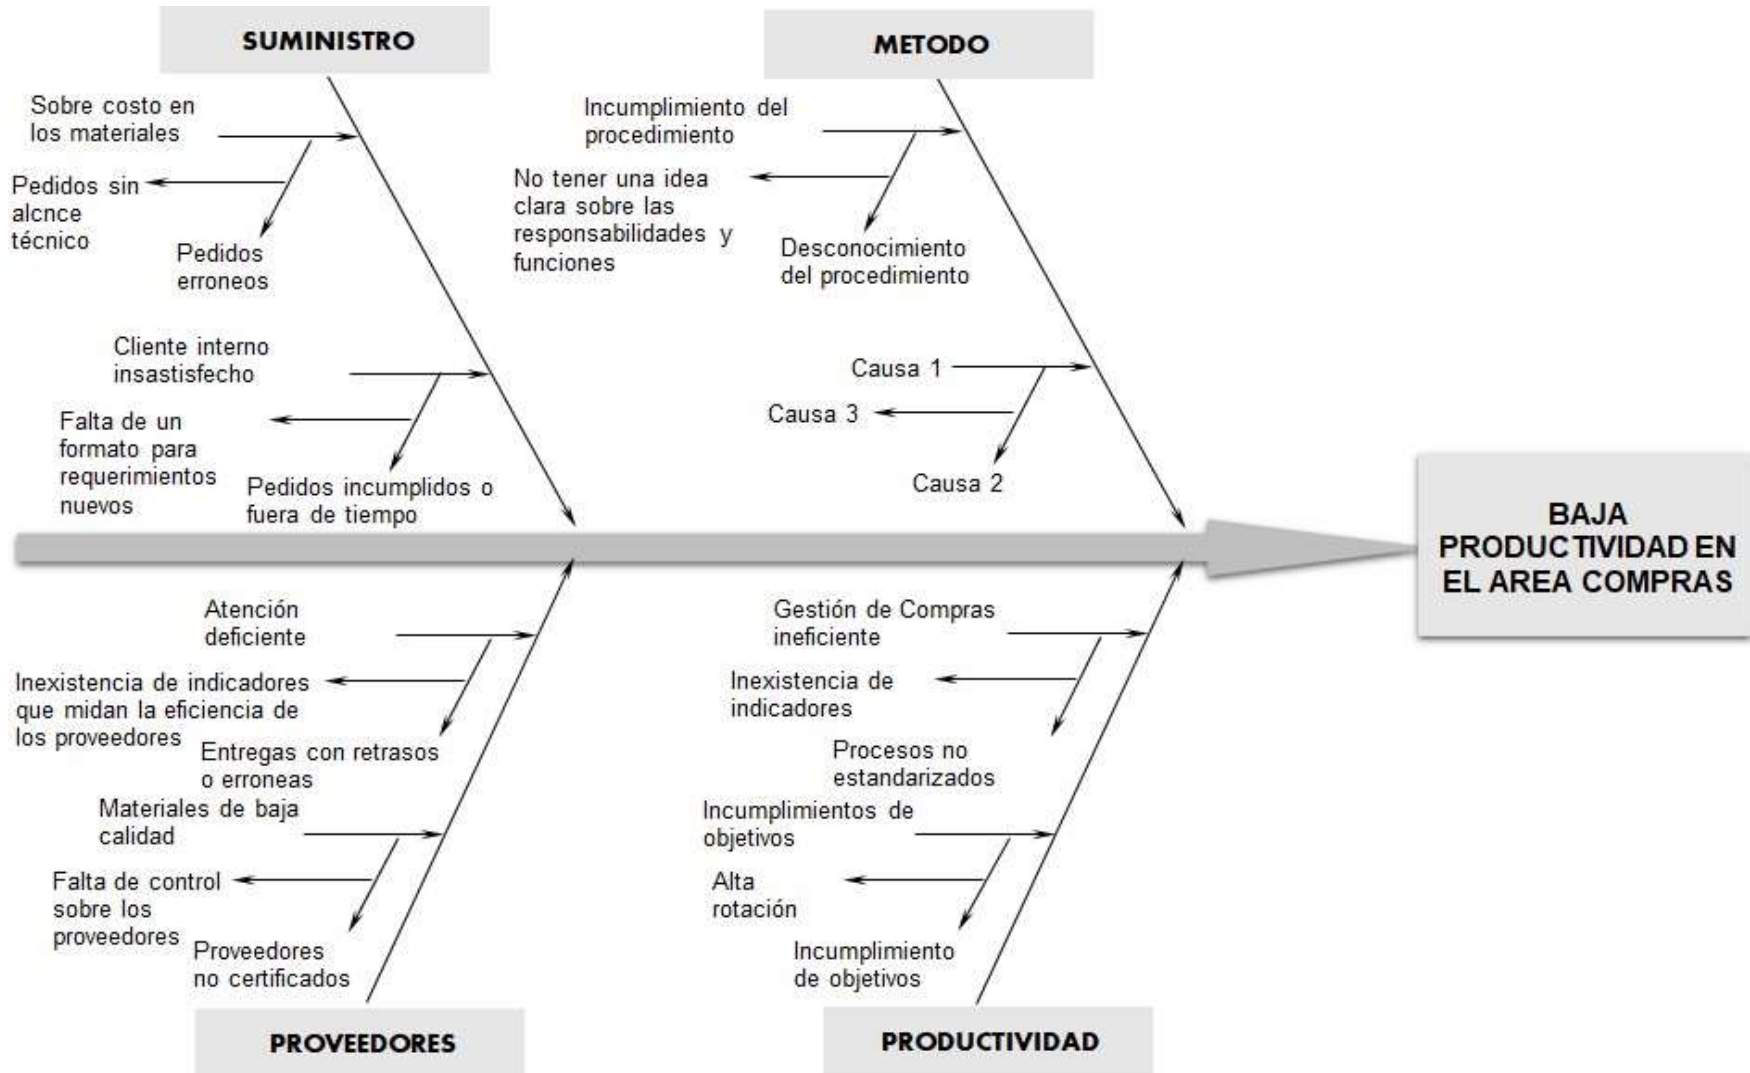 SUMINISTRO
METODO
Sobre costo en
los materiales
Pedidos sin
alcnce
técnico
Pedidos
erroneos
Cliente interno
insastisfecho
Falta de un
formato para
requerimientos
nuevos
Pedidos incumplidos o
fuera de tiempo
Incumplimiento del
procedimiento
No tener una idea
clara sobre las
responsabilidades y
funciones
Desconocimiento
del procedimiento
Causa 1
Causa 3
Causa 2
BAJA
PRODUCTIVIDAD EN
EL AREA COMPRAS
Atención
deficiente
Inexistencia de indicadores
que midan la eficiencia de
los proveedores
Entregas con retrasos
o erroneas
Materiales de baja
calidad
Falta de control
sobre los
proveedores
Proveedores
no certificados
Gestión de Compras
ineficiente
Inexistencia de
indicadores
Procesos no
estandarizados
Incumplimientos de
objetivos
Alta
rotación
Incumplimiento
de objetivos
PROVEEDORES
PRODUCTIVIDAD